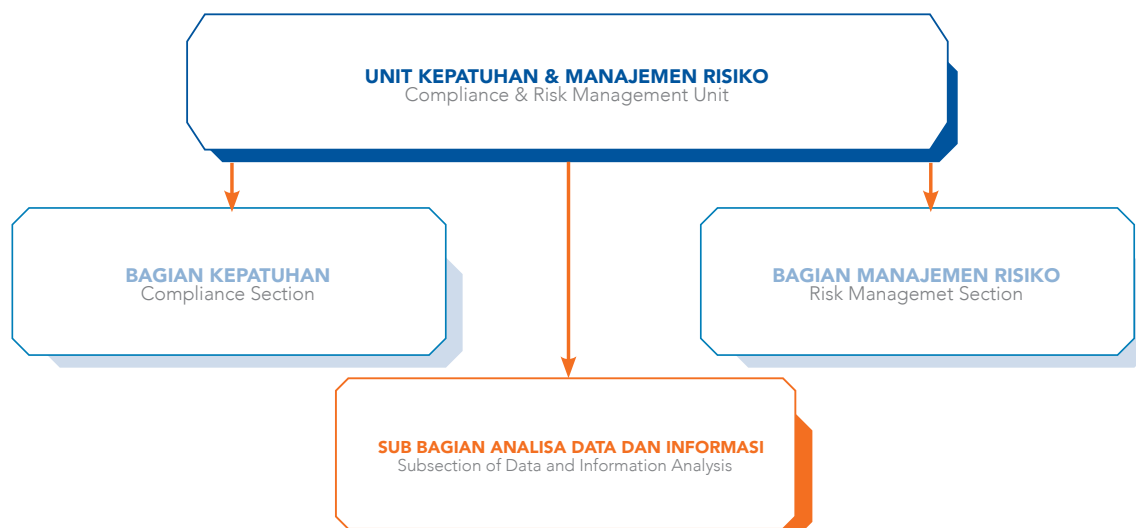 UNIT KEPATUHAN & MANAJEMEN RISIKO
Compliance & Risk Management Unit
BAGIAN KEPATUHAN
Compliance Section
BAGIAN MANAJEMEN RISIKO
Risk Managemet Section
SUB BAGIAN ANALISA DATA DAN INFORMASI
Subsection of Data and Information Analysis